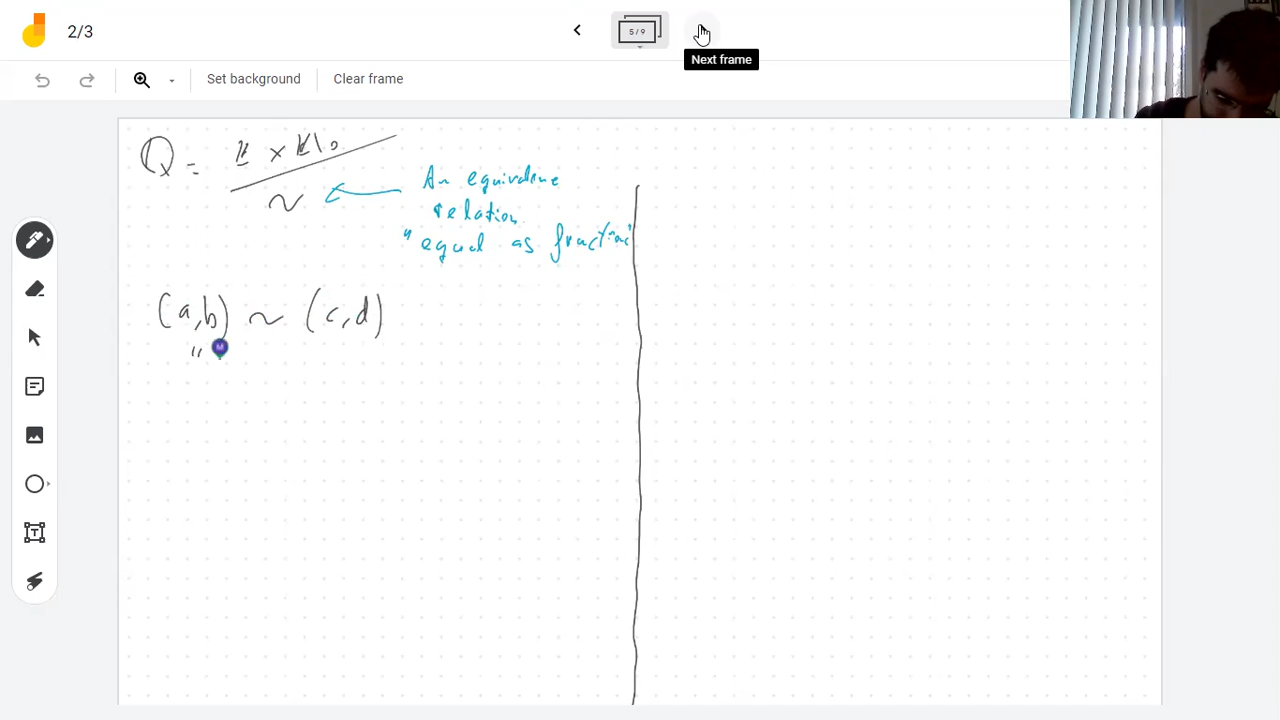 2/3
5 / 9
Next frame
Set background
Clear frame
Q = Z × Z\0
~
An equivalence
relation
"equal as fractions"
(a,b) ~ (c,d)
"
M